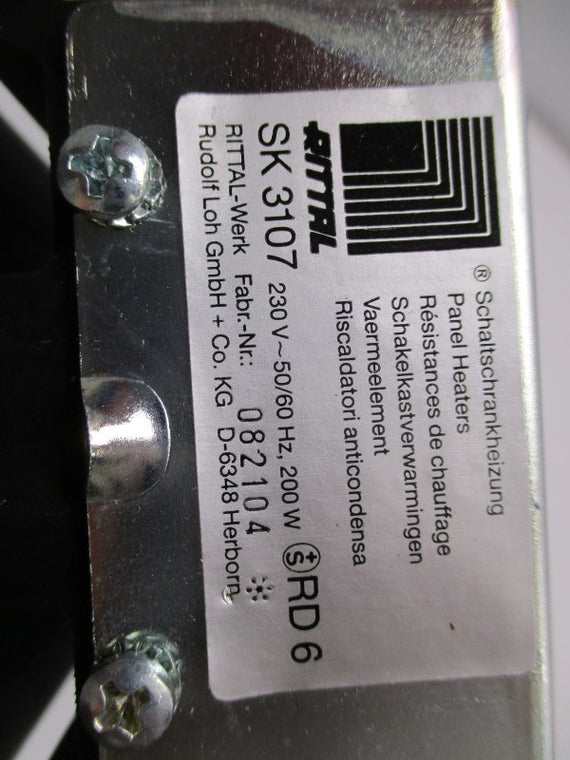 ® Schaltschrankheizung
Panel Heaters
Résistances de chauffage
Schakelkastverwarmingen
Vaermeelement
Riscaldatori anticondensa
RITTAL
SK 3107 230 V~50/60 Hz, 200 W +S RD 6
RITTAL-Werk Fabr.-Nr.: 082104
Rudolf Loh GmbH + Co. KG D-6348 Herborn